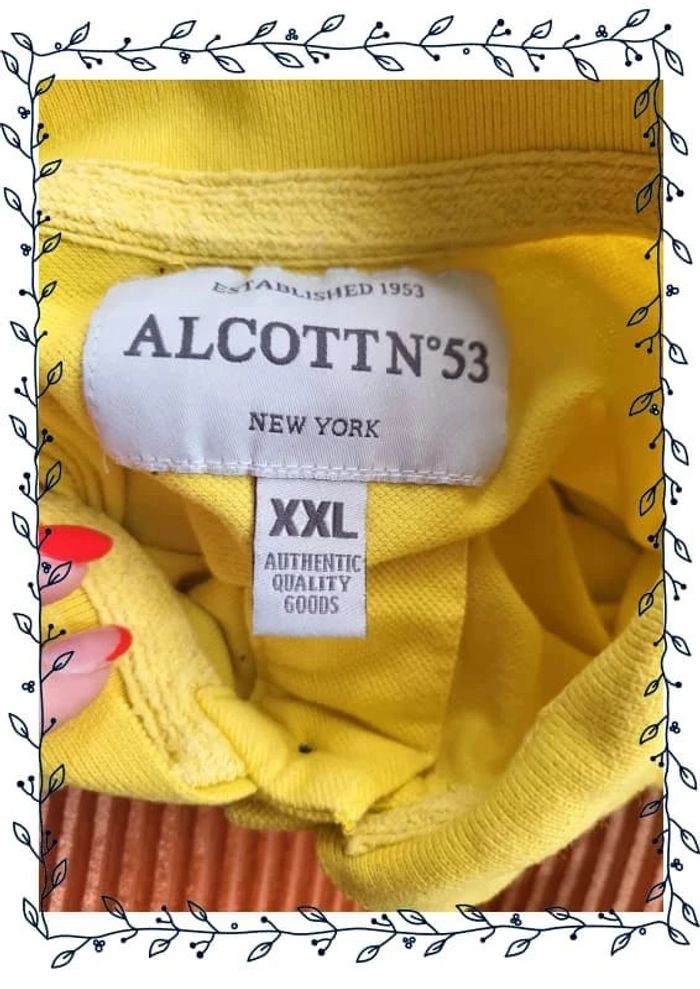 ESTABLISHED 1953
ALCOTT N°53
NEW YORK
XXL
AUTHENTIC
QUALITY
GOODS